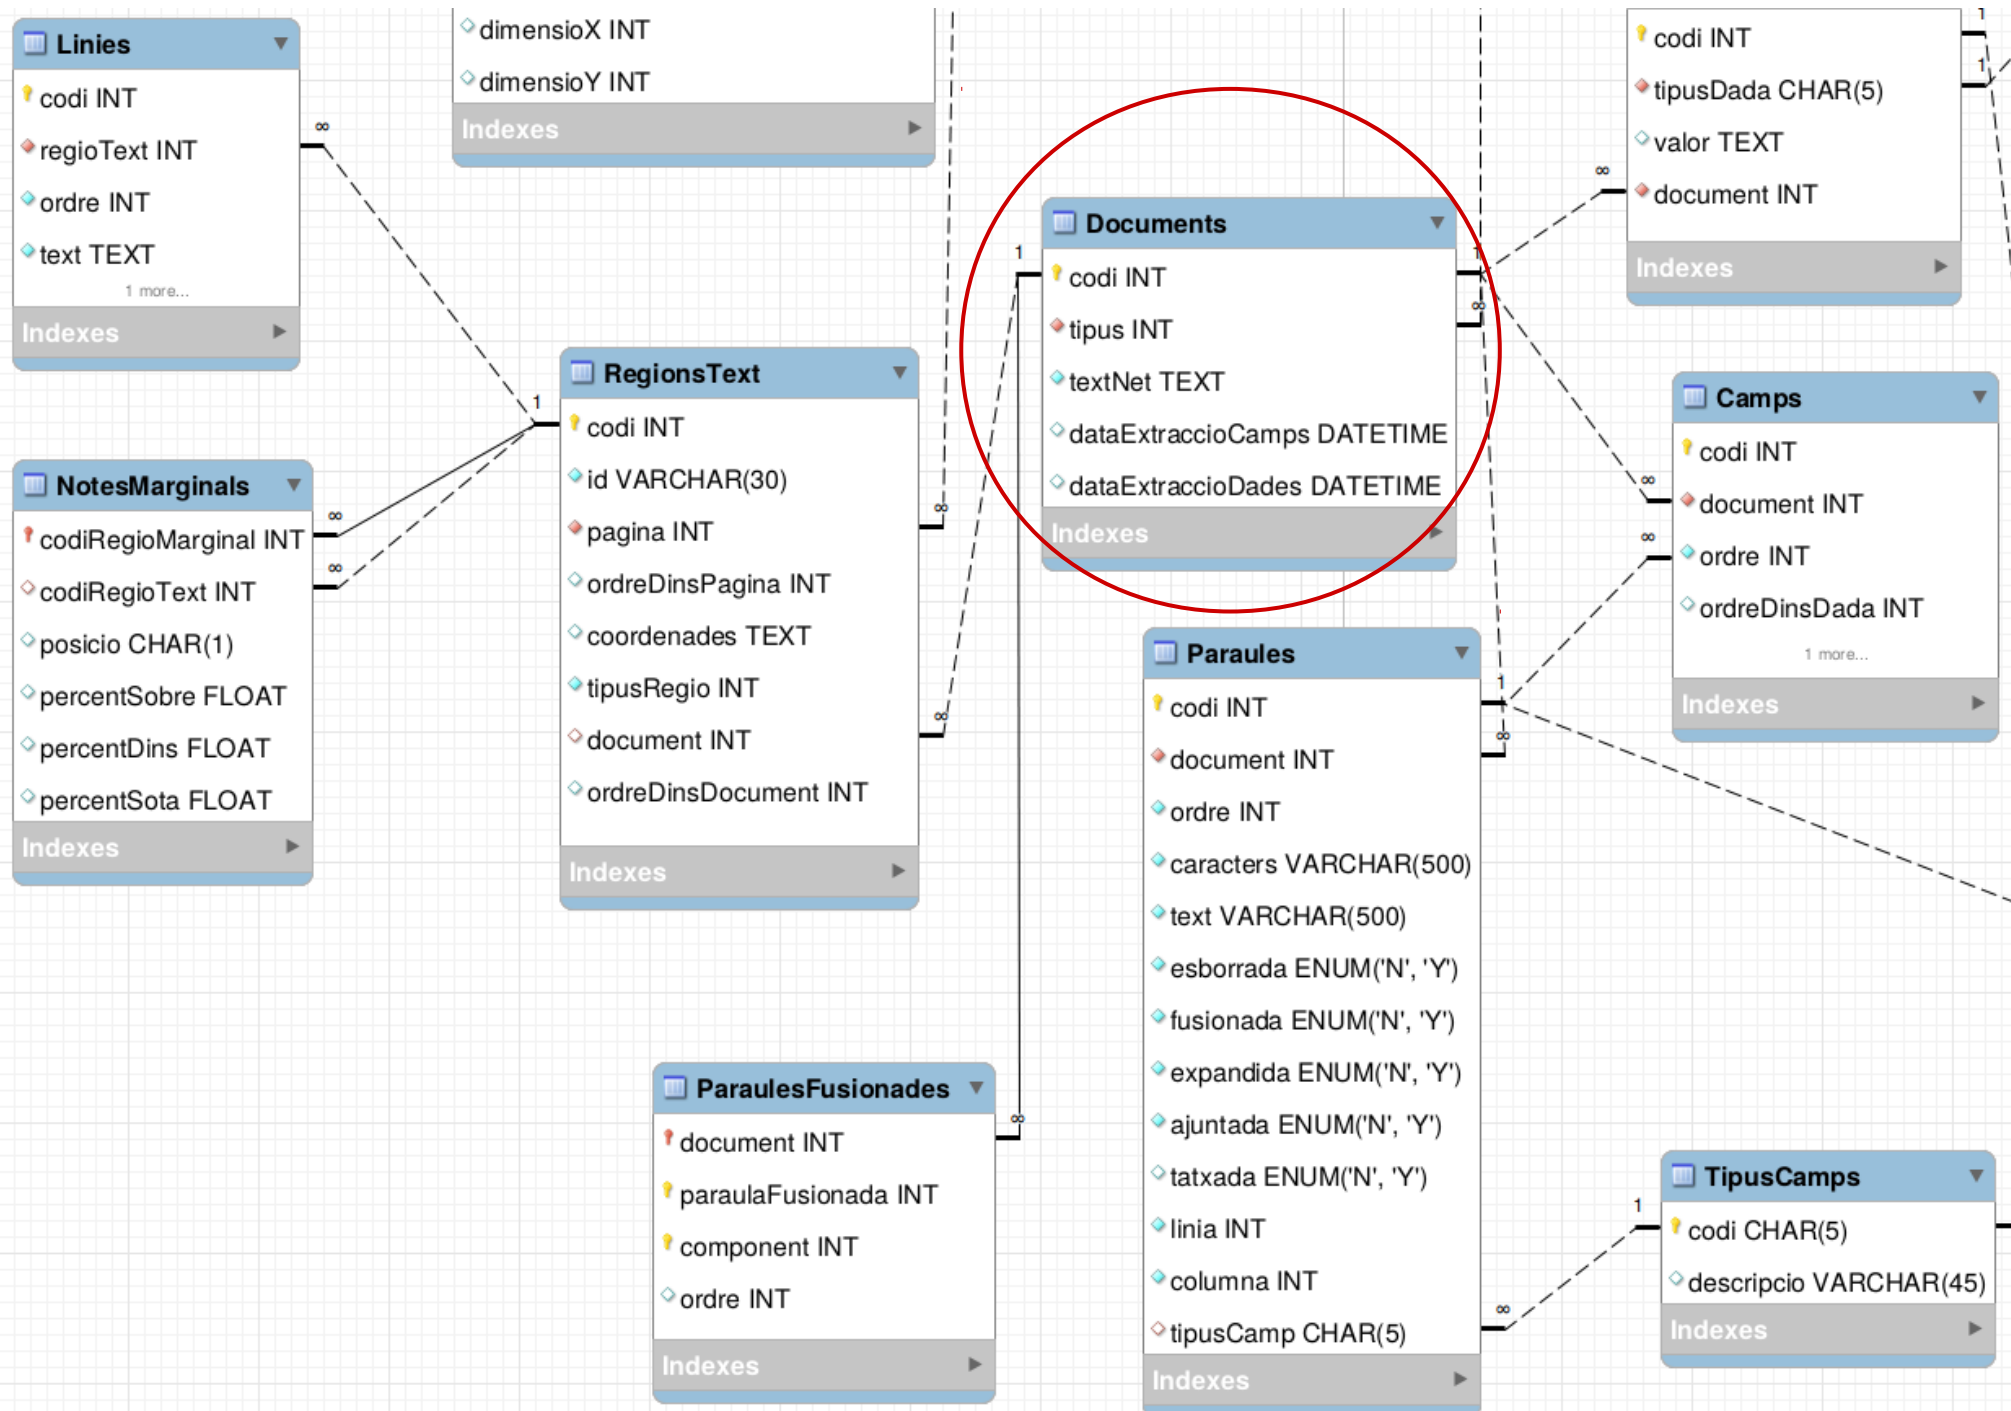 Linies
codi INT
regioText INT
ordre INT
text TEXT
1 more...
Indexes
dimensioX INT
dimensioY INT
Indexes
codi INT
tipusDada CHAR(5)
valor TEXT
document INT
Indexes
Documents
codi INT
tipus INT
textNet TEXT
dataExtraccioCamps DATETIME
dataExtraccioDades DATETIME
Indexes
RegionsText
codi INT
id VARCHAR(30)
pagina INT
ordreDinsPagina INT
coordenades TEXT
tipusRegio INT
document INT
ordreDinsDocument INT
Indexes
Camps
codi INT
document INT
ordre INT
ordreDinsDada INT
1 more...
Indexes
NotesMarginals
codiRegioMarginal INT
codiRegioText INT
posicio CHAR(1)
percentSobre FLOAT
percentDins FLOAT
percentSota FLOAT
Indexes
Paraules
codi INT
document INT
ordre INT
caracters VARCHAR(500)
text VARCHAR(500)
esborrada ENUM('N', 'Y')
fusionada ENUM('N', 'Y')
expandida ENUM('N', 'Y')
ajuntada ENUM('N', 'Y')
tatxada ENUM('N', 'Y')
linia INT
columna INT
tipusCamp CHAR(5)
Indexes
ParaulesFusionades
document INT
paraulaFusionada INT
component INT
ordre INT
Indexes
TipusCamps
codi CHAR(5)
descripcio VARCHAR(45)
Indexes
∞
1
∞
∞
∞
∞
1
∞
1
∞
1
1
∞
∞
∞
1
∞
∞
1